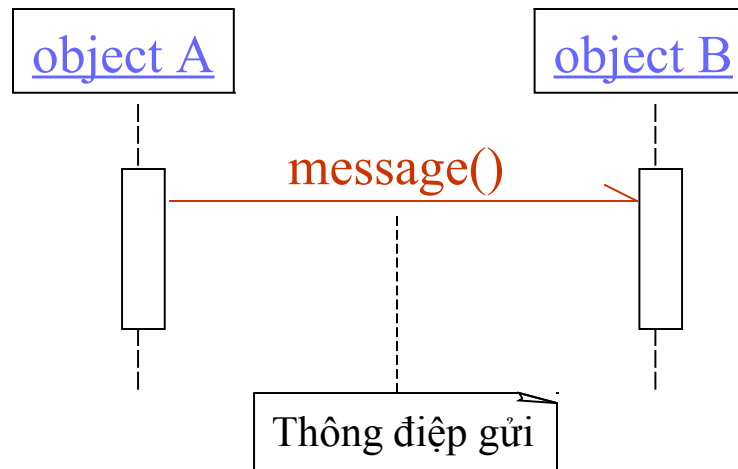 object A
object B
message()
Thông điệp gửi